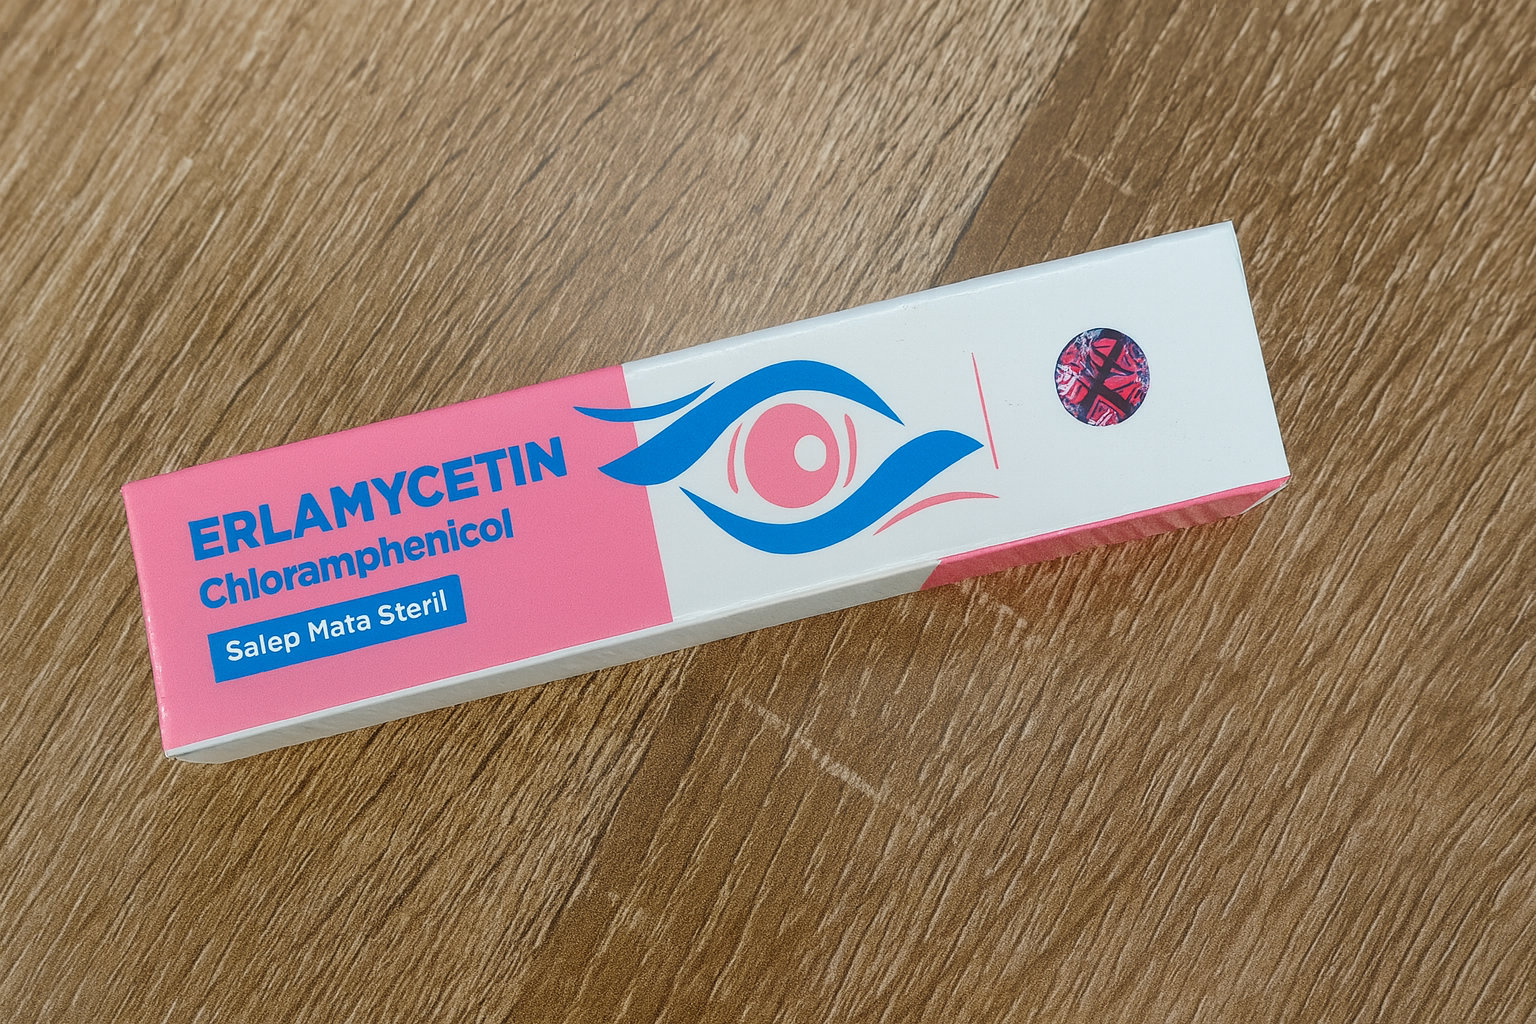 ERLAMYCETIN
Chloramphenicol
Salep Mata Steril